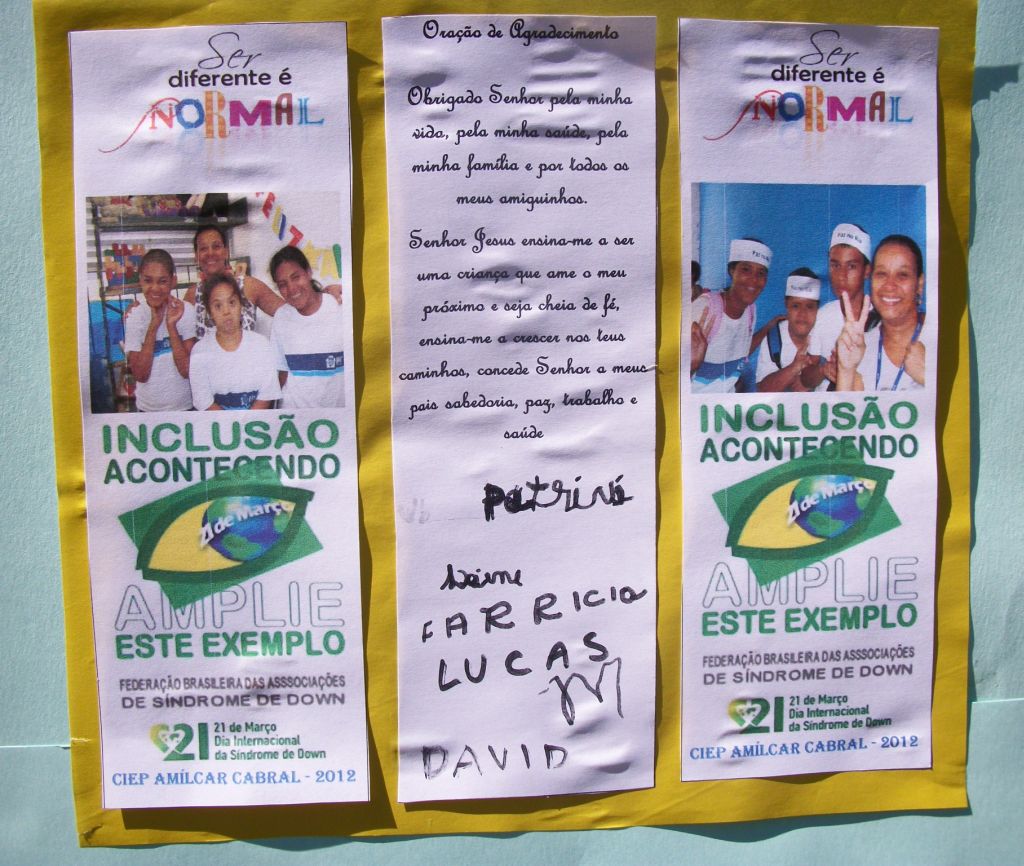 Ser
diferente é
NORMAL
INCLUSÃO
ACONTECENDO
21 de Março
AMPLIE
ESTE EXEMPLO
FEDERAÇÃO BRASILEIRA DAS ASSSOCIAÇÕES
DE SÍNDROME DE DOWN
21
21 de Março
Dia Internacional
da Síndrome de Down
CIEP AMÍLCAR CABRAL - 2012
Oração de Agradecimento
Obrigado Senhor pela minha
vida, pela minha saúde, pela
minha família e por todos os
meus amiguinhos.
Senhor Jesus ensina-me a ser
uma criança que ame o meu
próximo e seja cheia de fé,
ensina-me a crescer nos teus
caminhos, concede Senhor a meus
pais sabedoria, paz, trabalho e
saúde
FARRICIA
LUCAS
DAVID
Ser
diferente é
NORMAL
INCLUSÃO
ACONTECENDO
21 de Março
AMPLIE
ESTE EXEMPLO
FEDERAÇÃO BRASILEIRA DAS ASSSOCIAÇÕES
DE SÍNDROME DE DOWN
21
21 de Março
Dia Internacional
da Síndrome de Down
CIEP AMÍLCAR CABRAL - 2012